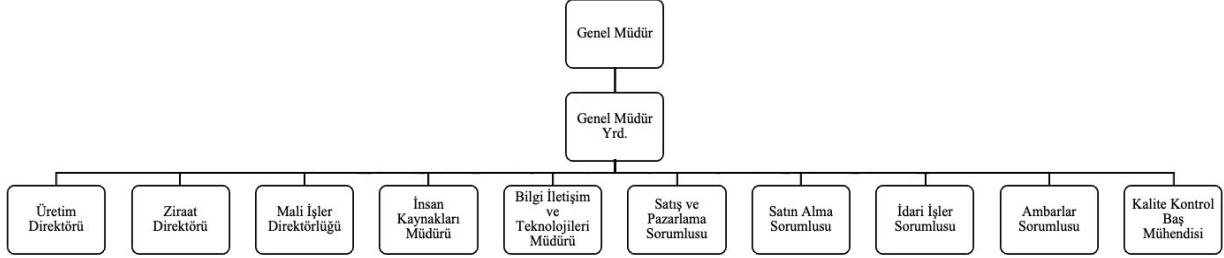 Genel Müdür
Genel Müdür
Yrd.
Üretim
Direktörü
Ziraat
Direktörü
Mali İşler
Direktörlüğü
İnsan
Kaynakları
Müdürü
Bilgi İletişim
ve
Teknolojileri
Müdürü
Satış ve
Pazarlama
Sorumlusu
Satın Alma
Sorumlusu
İdari İşler
Sorumlusu
Ambarlar
Sorumlusu
Kalite Kontrol
Baş
Mühendisi